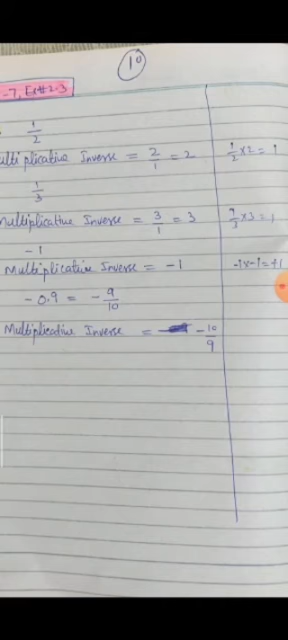 10
-7, Ex# 2.3
1/2
ultiplicative Inverse = 2/1 = 2 1/2 x 2 = 1
1/3
Multiplicative Inverse = 3/1 = 3 1/3 x 3 = 1
-1
Multiplicative Inverse = -1 -1 x -1 = +1
-0.9 = -9/10
Multiplicative Inverse = -10/9